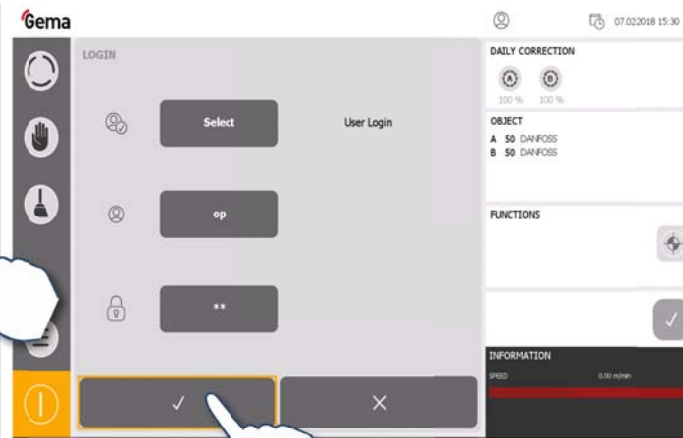 Gema
07.022018 15:30
LOGIN
Select
User Login
op
**
DAILY CORRECTION
A
B
100 %
100 %
OBJECT
A 50 DANFOSS
B 50 DANFOSS
FUNCTIONS
INFORMATION
SPEED
0.00 m/min